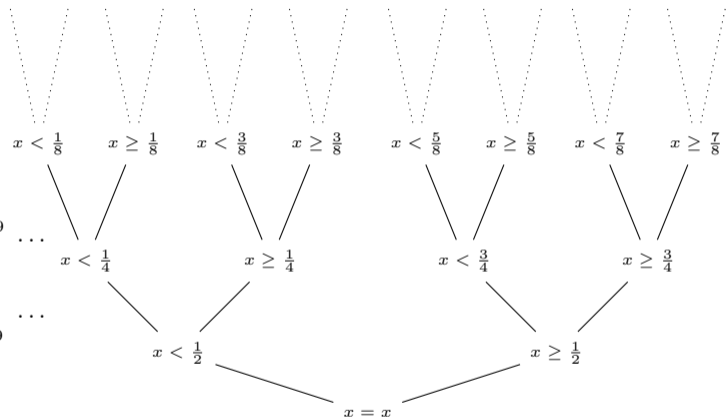 x < 1/8 x ≥ 1/8 x < 3/8 x ≥ 3/8 x < 5/8 x ≥ 5/8 x < 7/8 x ≥ 7/8
...
x < 1/4 x ≥ 1/4 x < 3/4 x ≥ 3/4
...
x < 1/2 x ≥ 1/2
x = x